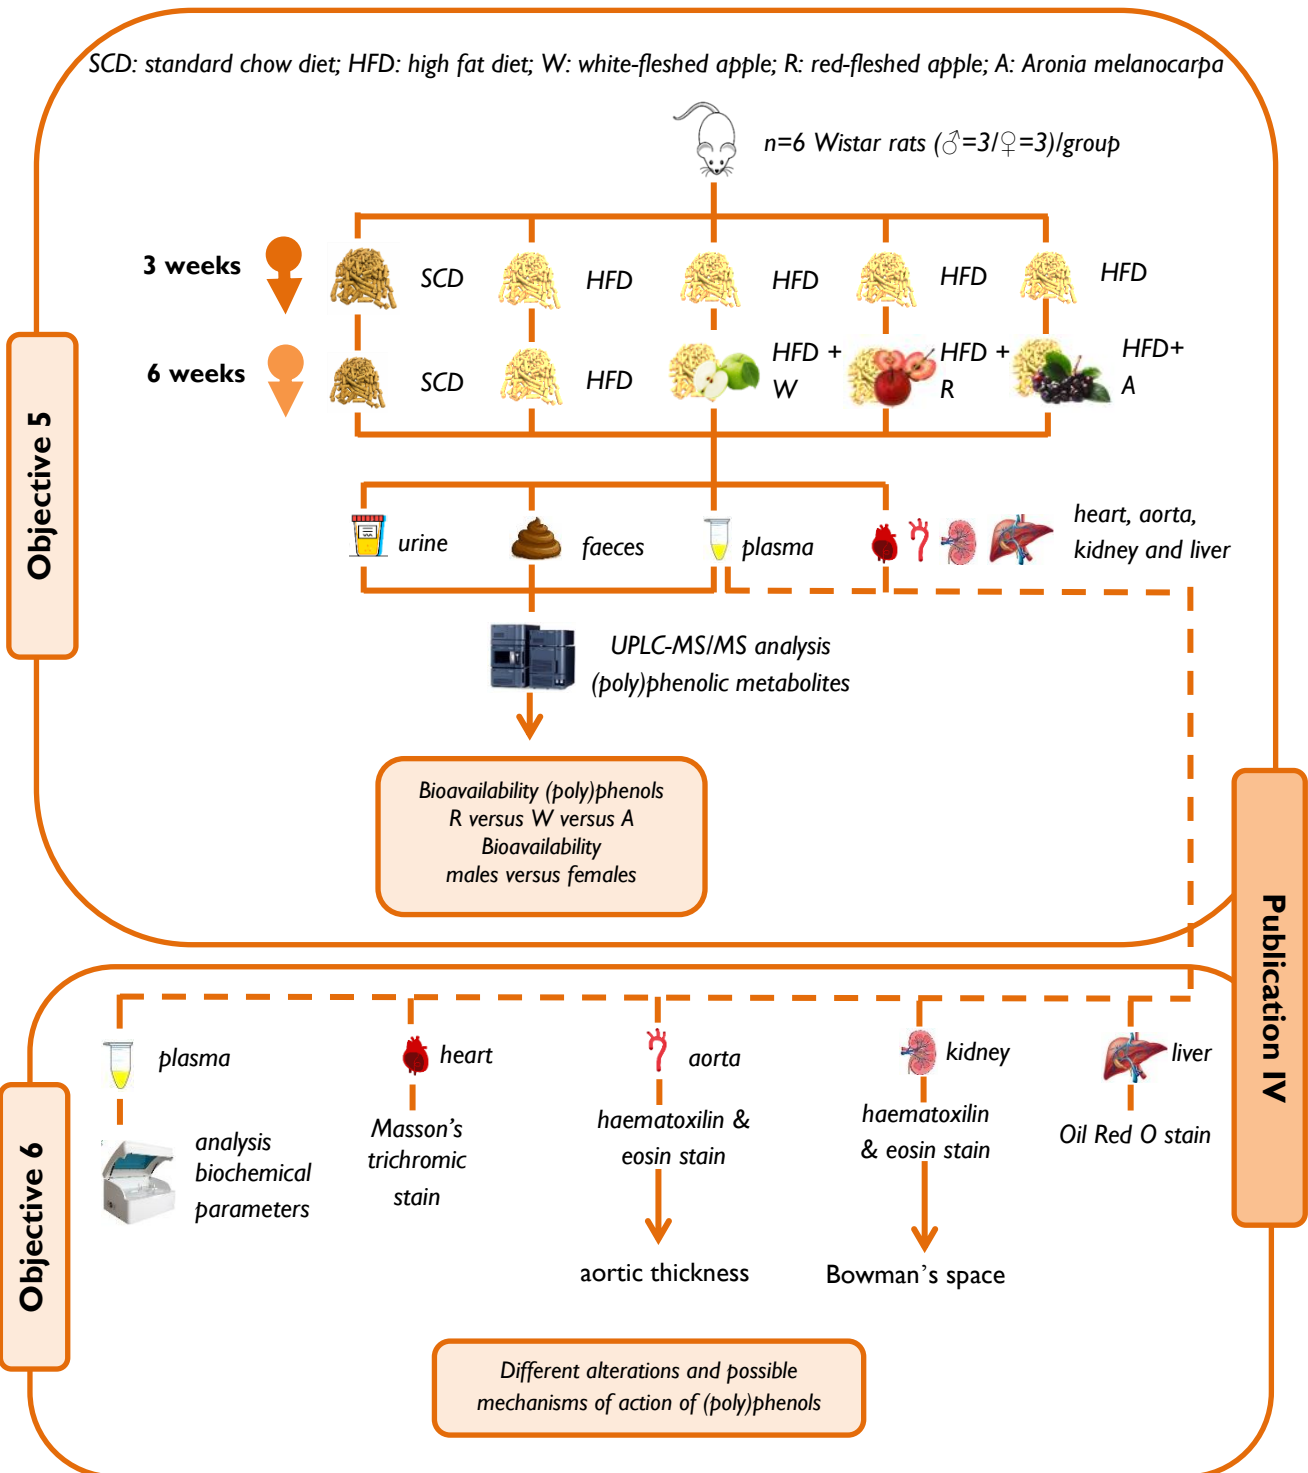 SCD: standard chow diet; HFD: high fat diet; W: white-fleshed apple; R: red-fleshed apple; A: Aronia melanocarpa
n=6 Wistar rats (♂=3/♀=3)/group
3 weeks
SCD
HFD
HFD
HFD
HFD
6 weeks
SCD
HFD
HFD +
W
HFD +
R
HFD+
A
Objective 5
urine
faeces
plasma
heart, aorta,
kidney and liver
UPLC-MS/MS analysis
(poly)phenolic metabolites
Bioavailability (poly)phenols
R versus W versus A
Bioavailability
males versus females
Publication IV
Objective 6
plasma
heart
aorta
kidney
liver
analysis
biochemical
parameters
Masson's
trichromic
stain
haematoxilin &
eosin stain
haematoxilin
& eosin stain
Oil Red O stain
aortic thickness
Bowman's space
Different alterations and possible
mechanisms of action of (poly)phenols